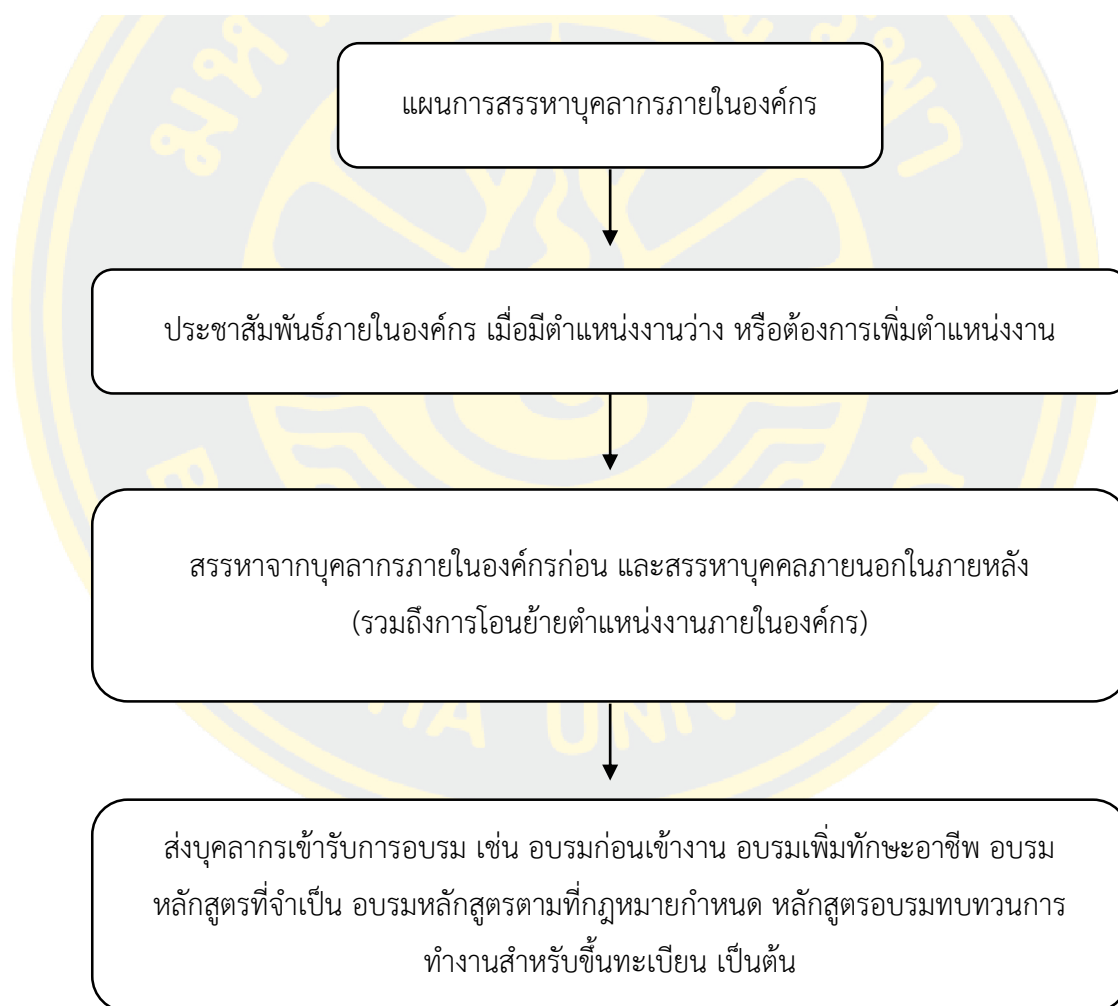 แผนการสรรหาบุคลากรภายในองค์กร
ประชาสัมพันธ์ภายในองค์กร เมื่อมีตำแหน่งงานว่าง หรือต้องการเพิ่มตำแหน่งงาน
สรรหาจากบุคลากรภายในองค์กรก่อน และสรรหาบุคคลภายนอกในภายหลัง
(รวมถึงการโอนย้ายตำแหน่งงานภายในองค์กร)
ส่งบุคลากรเข้ารับการอบรม เช่น อบรมก่อนเข้างาน อบรมเพิ่มทักษะอาชีพ อบรม
หลักสูตรที่จำเป็น อบรมหลักสูตรตามที่กฎหมายกำหนด หลักสูตรอบรมทบทวนการ
ทำงานสำหรับขึ้นทะเบียน เป็นต้น